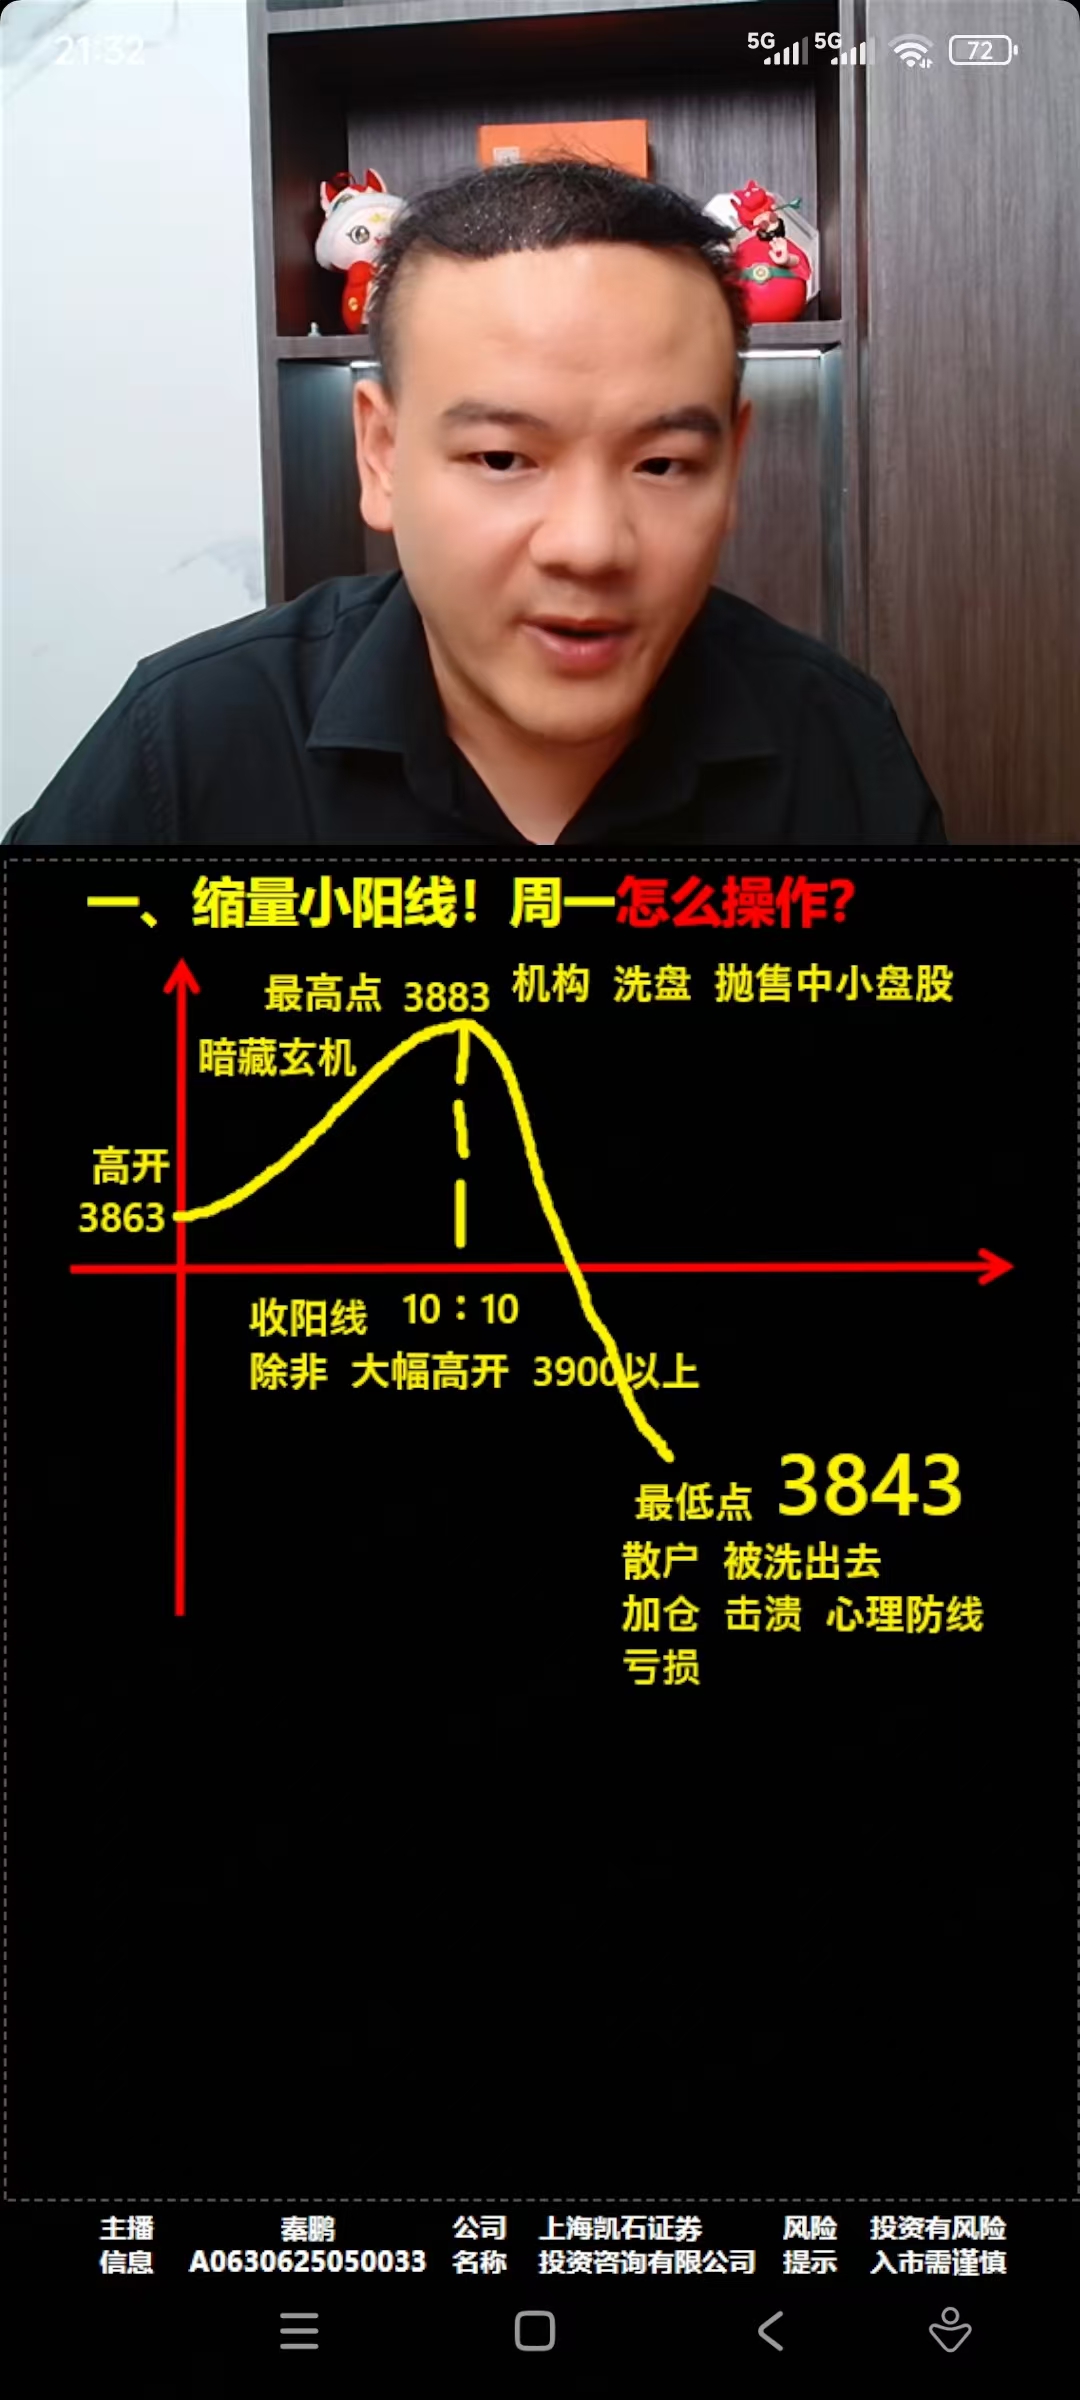 21:32
5G 5G 72
一、缩量小阳线！周一怎么操作？
最高点 3883 机构 洗盘 抛售中小盘股
暗藏玄机
高开
3863
收阳线 10：10
除非 大幅高开 3900以上
最低点 3843
散户 被洗出去
加仓 击溃 心理防线
亏损
主播 秦鹏 公司 上海凯石证券 风险 投资有风险
信息 A0630625050033 名称 投资咨询有限公司 提示 入市需谨慎